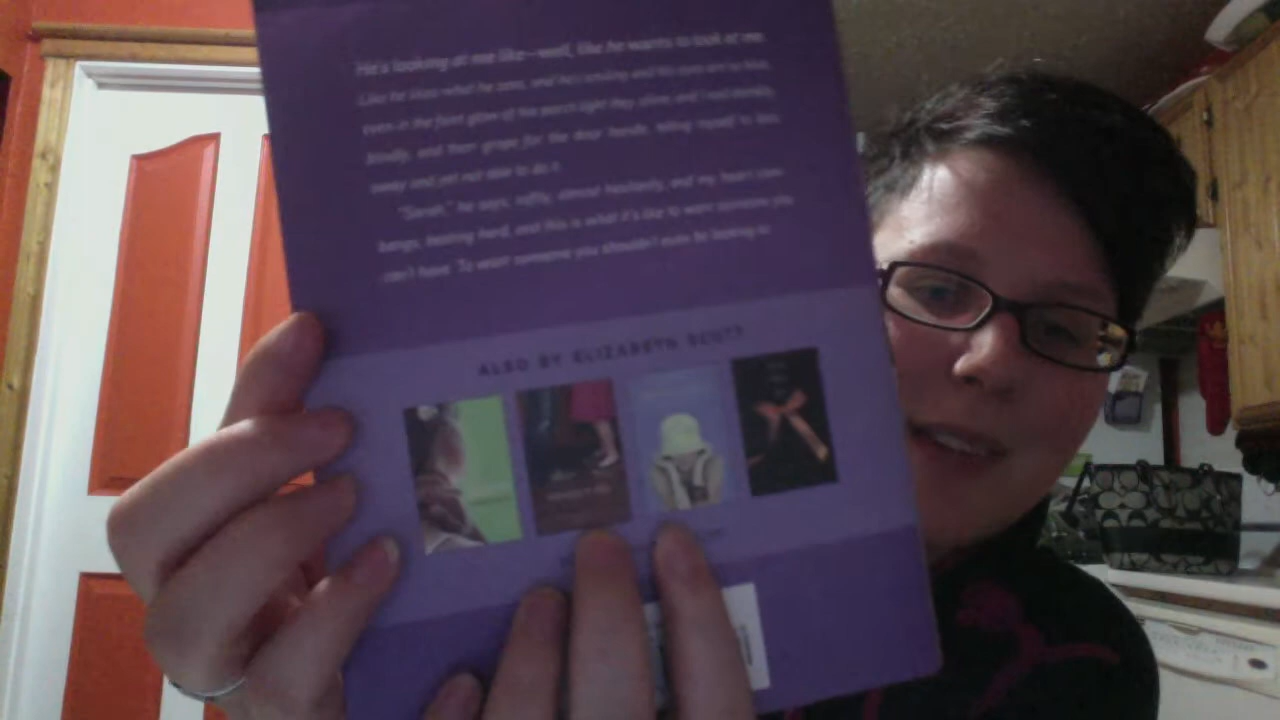 He's looking at me like—well, like he wants to look at me.
Like he likes what he sees, and he's smiling and his eyes are so blue,
even in the faint glow of his porch light they shine and I nod dumbly,
blindly, and then grope for the door handle, telling myself to look
away and yet not able to do it.
"Sarah," he says, softly, almost hesitantly, and my heart slam-
bangs, beating hard, and this is what it's like to want someone you
can't have. To want someone you shouldn't even be looking at.
ALSO BY ELIZABETH SCOTT